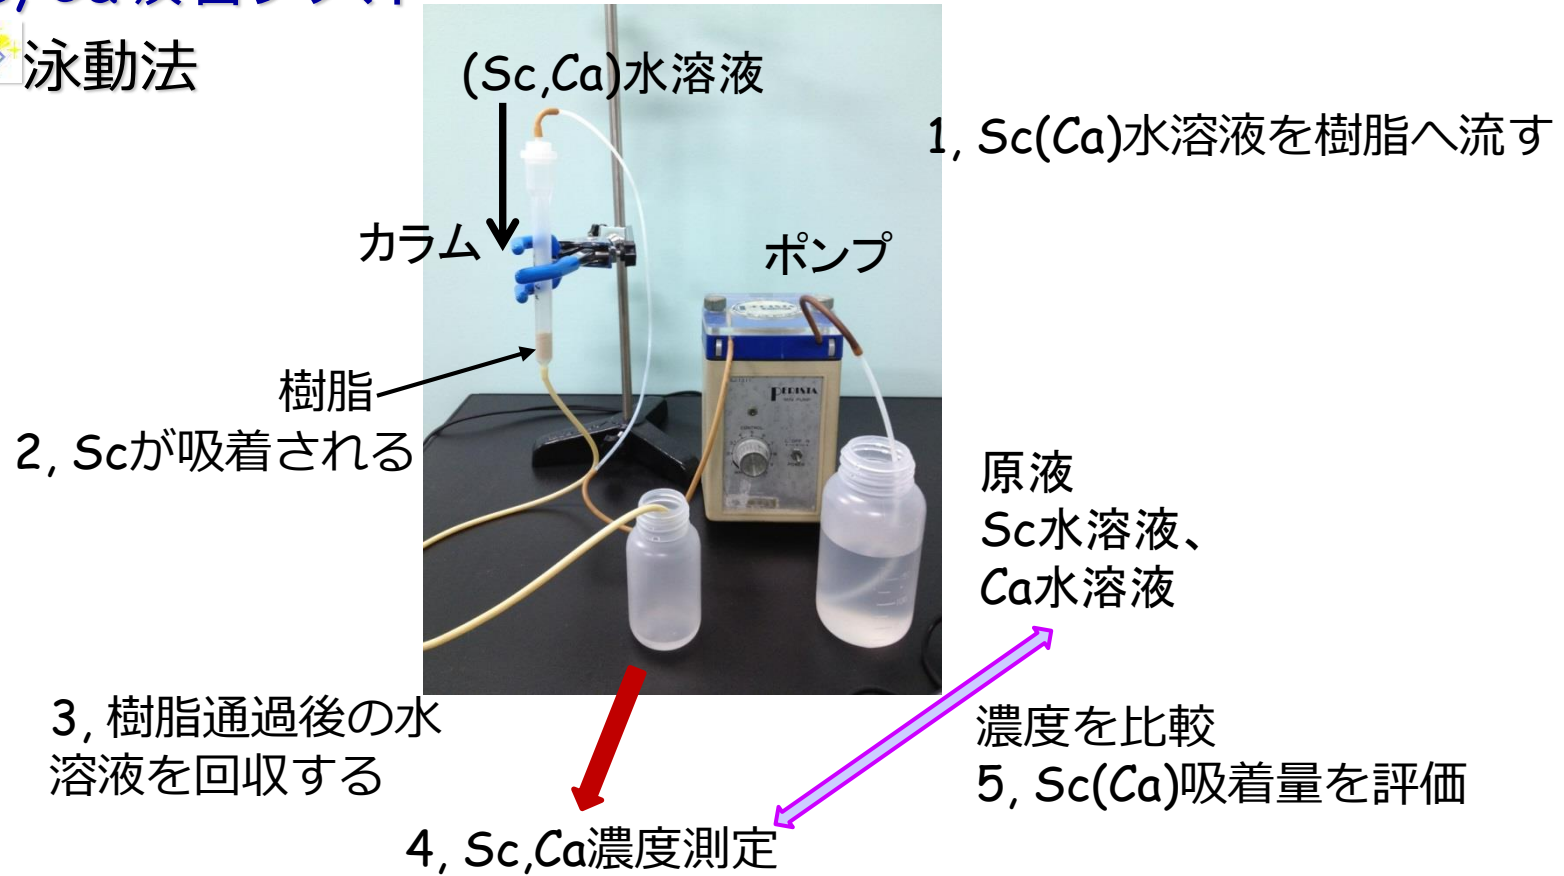 泳動法
(Sc,Ca)水溶液
1, Sc(Ca)水溶液を樹脂へ流す
カラム
ポンプ
樹脂
2, Scが吸着される
PERISTA
原液
Sc水溶液、
Ca水溶液
3, 樹脂通過後の水
溶液を回収する
濃度を比較
5, Sc(Ca)吸着量を評価
4, Sc,Ca濃度測定